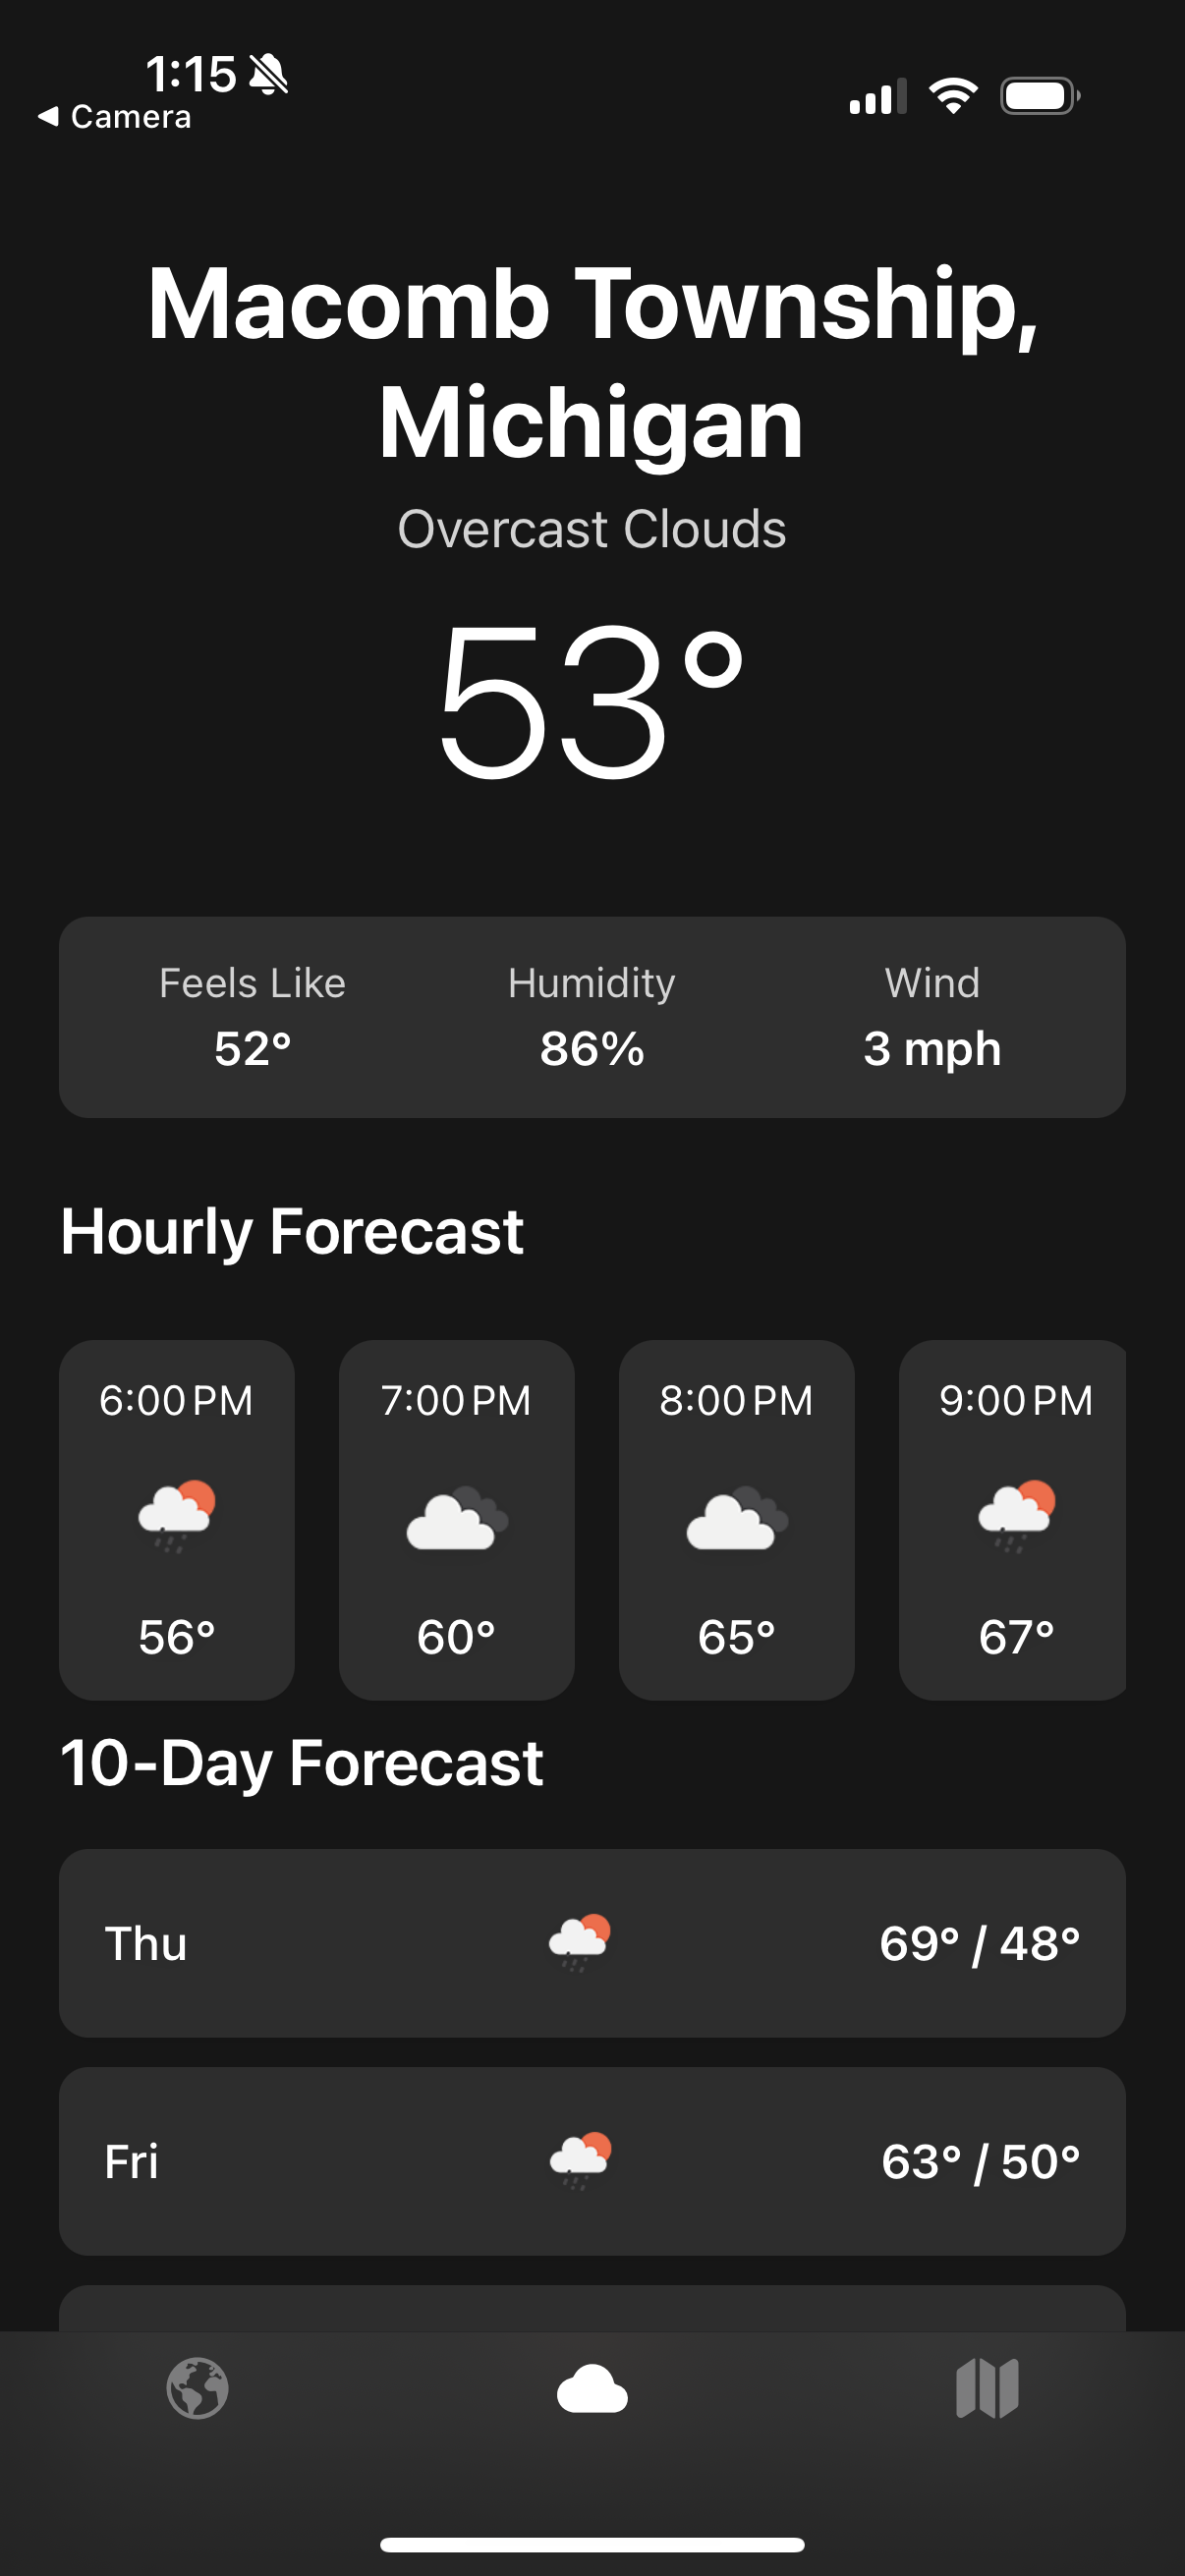 1:15
◀ Camera
Macomb Township,
Michigan
Overcast Clouds
53°
Feels Like Humidity Wind
52° 86% 3 mph
Hourly Forecast
6:00 PM 7:00 PM 8:00 PM 9:00 PM
56° 60° 65° 67°
10-Day Forecast
Thu 69° / 48°
Fri 63° / 50°